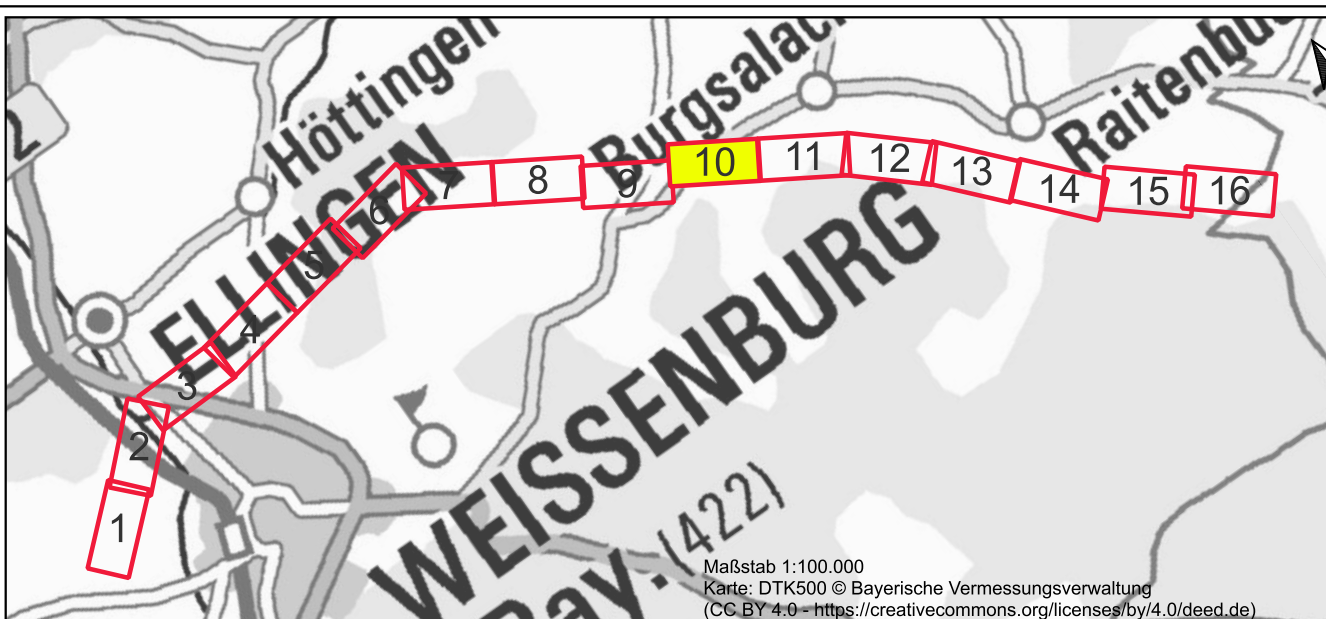 2
Höttingen
Burgsalach
Raitenbuc
ELLINGEN
WEISSENBURG
Bay. (422)
1
2
3
4
5
6
7
8
9
10
11
12
13
14
15
16
Maßstab 1:100.000
Karte: DTK500 © Bayerische Vermessungsverwaltung
(CC BY 4.0 - https://creativecommons.org/licenses/by/4.0/deed.de)